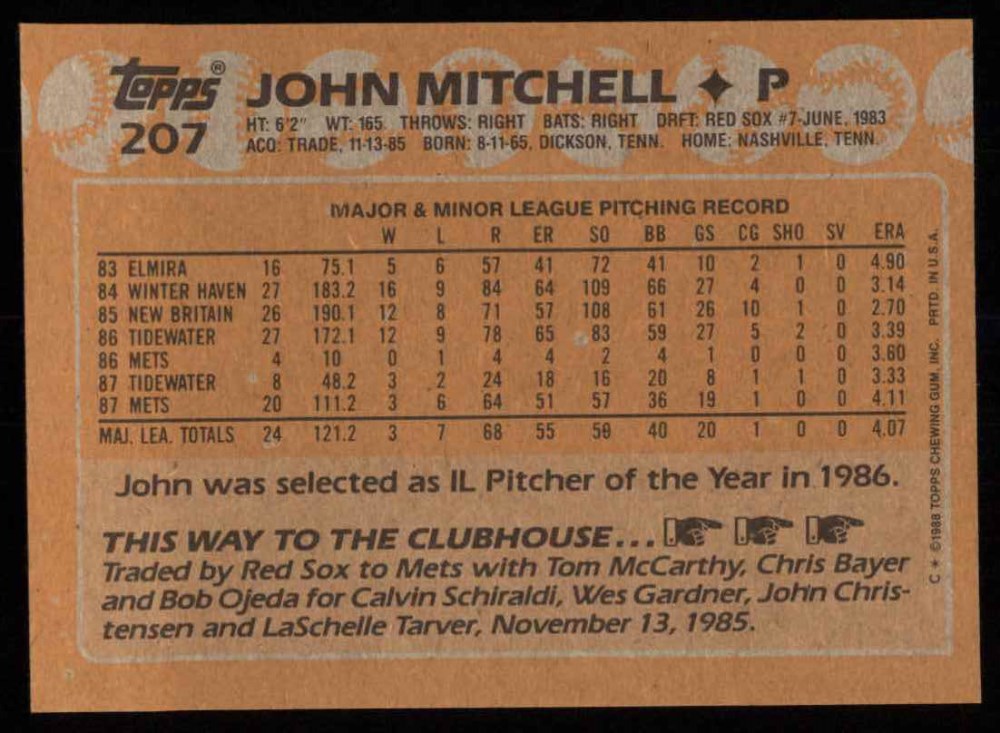 Topps® JOHN MITCHELL ✦ P
207
HT: 6'2" WT: 165 THROWS: RIGHT BATS: RIGHT DRFT: RED SOX #7-JUNE, 1983
ACQ: TRADE, 11-13-85 BORN: 8-11-65, DICKSON, TENN. HOME: NASHVILLE, TENN.
MAJOR & MINOR LEAGUE PITCHING RECORD
W L R ER SO BB GS CG SHO SV ERA
83 ELMIRA 16 75.1 5 6 57 41 72 41 10 2 1 0 4.90
84 WINTER HAVEN 27 183.2 16 9 84 64 109 66 27 4 0 0 3.14
85 NEW BRITAIN 26 190.1 12 8 71 57 108 61 26 10 1 0 2.70
86 TIDEWATER 27 172.1 12 9 78 65 83 59 27 5 2 0 3.39
86 METS 4 10 0 1 4 4 2 4 1 0 0 0 3.60
87 TIDEWATER 8 48.2 3 2 24 18 16 20 8 1 1 0 3.33
87 METS 20 111.2 3 6 64 51 57 36 19 1 0 0 4.11
MAJ. LEA. TOTALS 24 121.2 3 7 68 55 59 40 20 1 0 0 4.07
John was selected as IL Pitcher of the Year in 1986.
THIS WAY TO THE CLUBHOUSE...
Traded by Red Sox to Mets with Tom McCarthy, Chris Bayer
and Bob Ojeda for Calvin Schiraldi, Wes Gardner, John Chris-
tensen and LaSchelle Tarver, November 13, 1985.
C * ©1988 TOPPS CHEWING GUM, INC. PRTD. IN U.S.A.